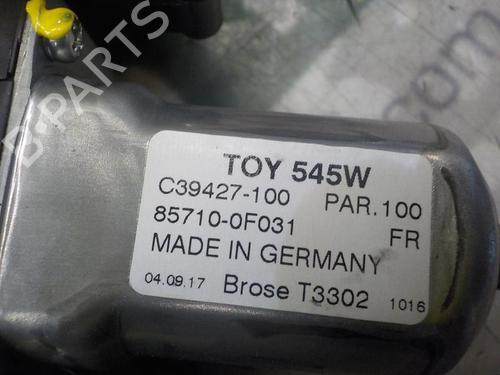 B-PARTS
TOY 545W
C39427-100 PAR.100
85710-0F031 FR
MADE IN GERMANY
04.09.17 Brose T3302 1016